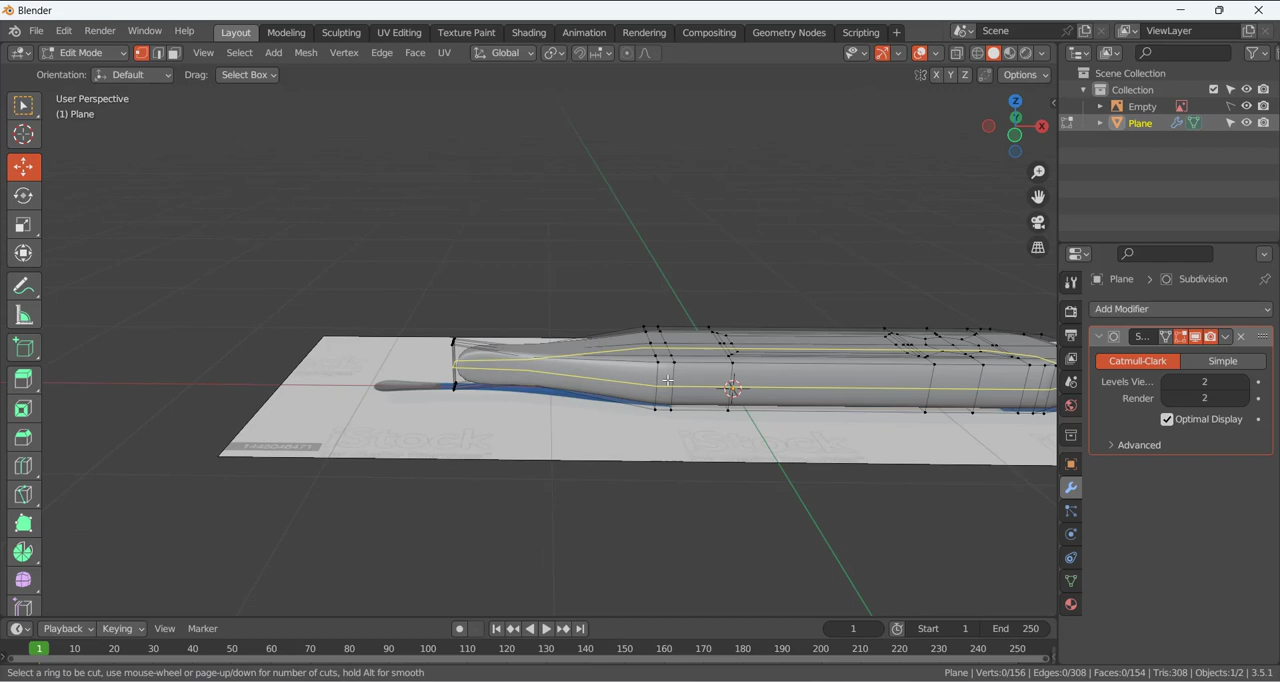 Blender
File Edit Render Window Help
Layout Modeling Sculpting UV Editing Texture Paint Shading Animation Rendering Compositing Geometry Nodes Scripting +
Scene
ViewLayer
Edit Mode
View Select Add Mesh Vertex Edge Face UV
Global
Orientation: Default
Drag: Select Box
X Y Z
Options
User Perspective
(1) Plane
Z
Y
X
Scene Collection
Collection
Empty
Plane
Plane > Subdivision
Add Modifier
S...
Catmull-Clark Simple
Levels Vie... 2
Render 2
Optimal Display
Advanced
iStock
iStock
Playback Keying View Marker
1
Start 1
End 250
1 10 20 30 40 50 60 70 80 90 100 110 120 130 140 150 160 170 180 190 200 210 220 230 240 250
Select a ring to be cut, use mouse-wheel or page-up/down for number of cuts, hold Alt for smooth
Plane | Verts:0/156 | Edges:0/308 | Faces:0/154 | Tris:308 | Objects:1/2 | 3.5.1